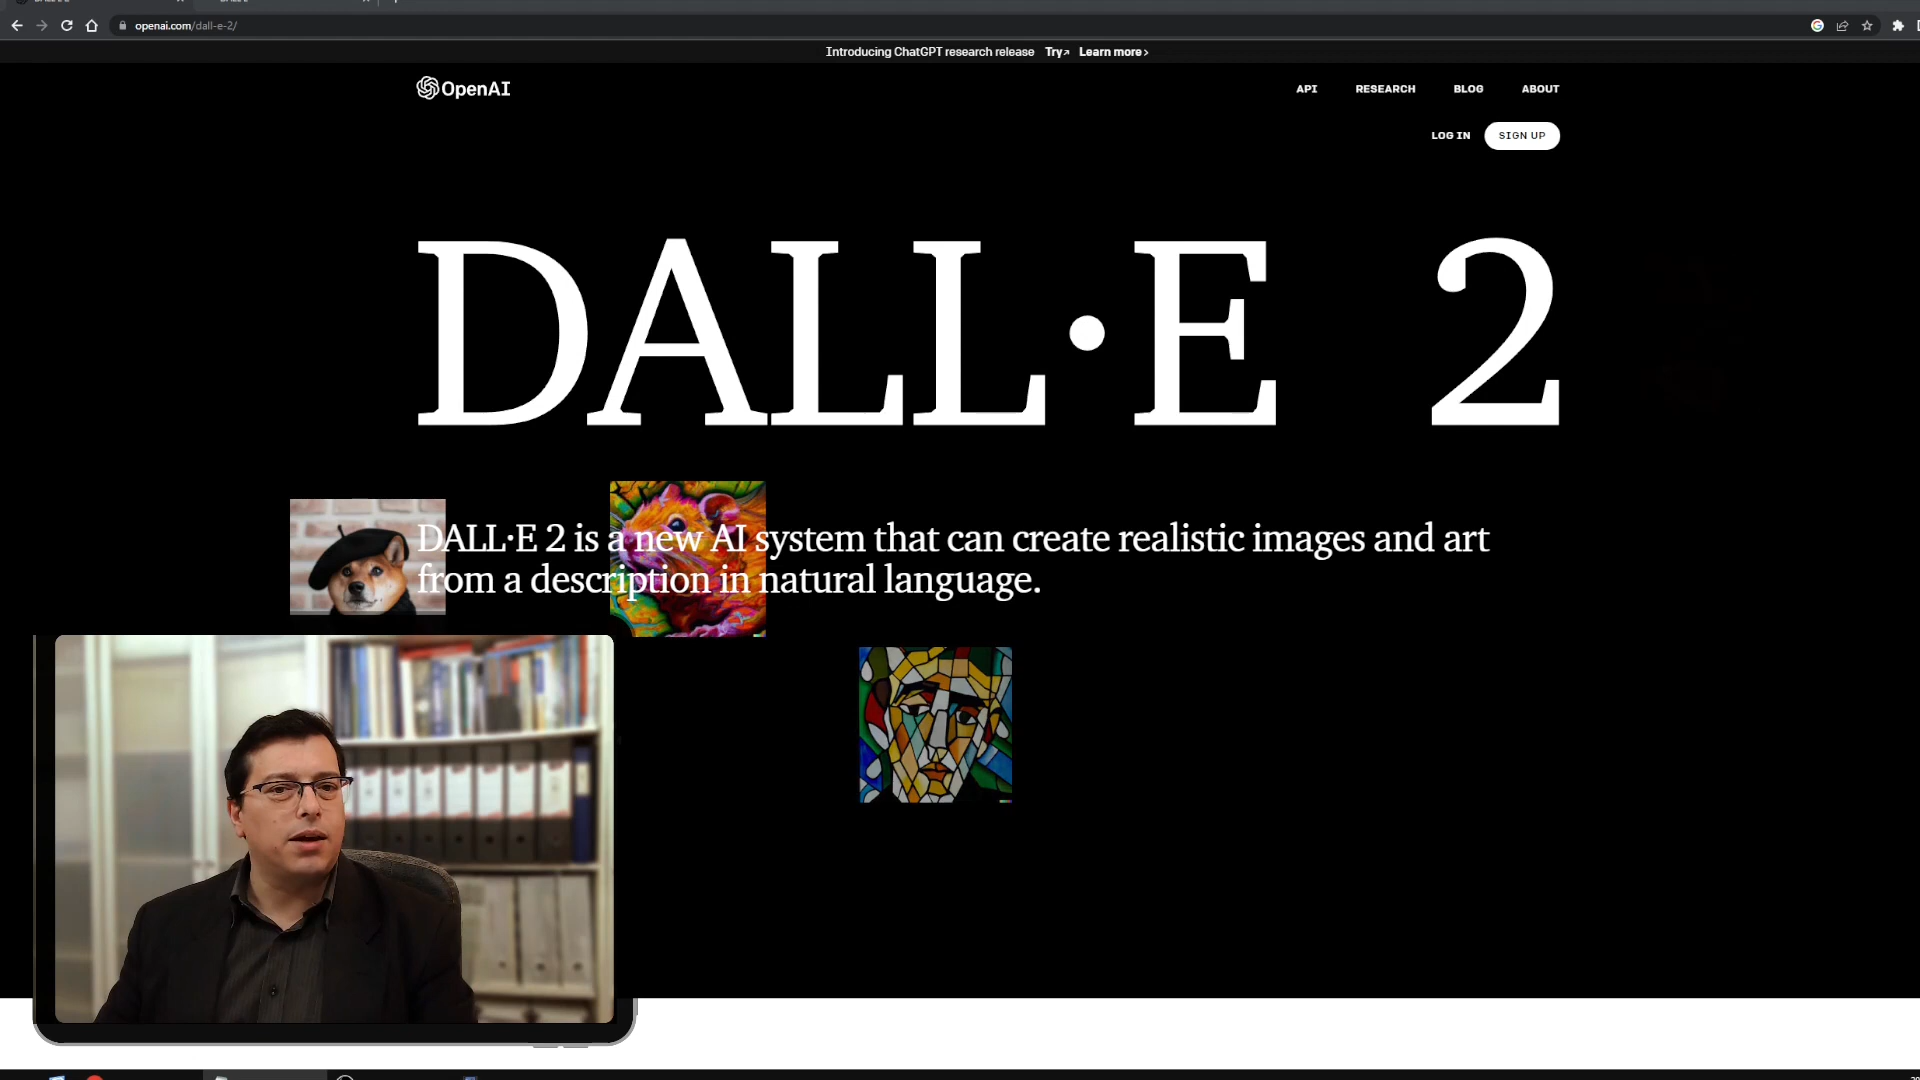 openai.com/dall-e-2/
Introducing ChatGPT research release Try↗ Learn more›
OpenAI
API RESEARCH BLOG ABOUT
LOG IN SIGN UP
DALL·E 2
DALL·E 2 is a new AI system that can create realistic images and art
from a description in natural language.